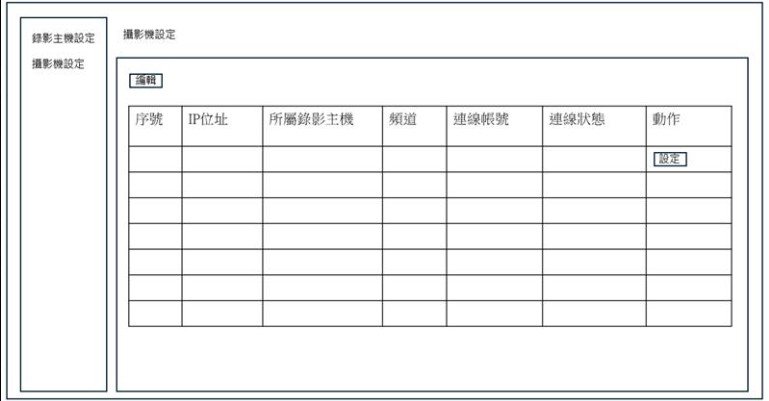 錄影主機設定
攝影機設定
攝影機設定
編輯
序號 IP位址 所屬錄影主機 頻道 連線帳號 連線狀態 動作
設定